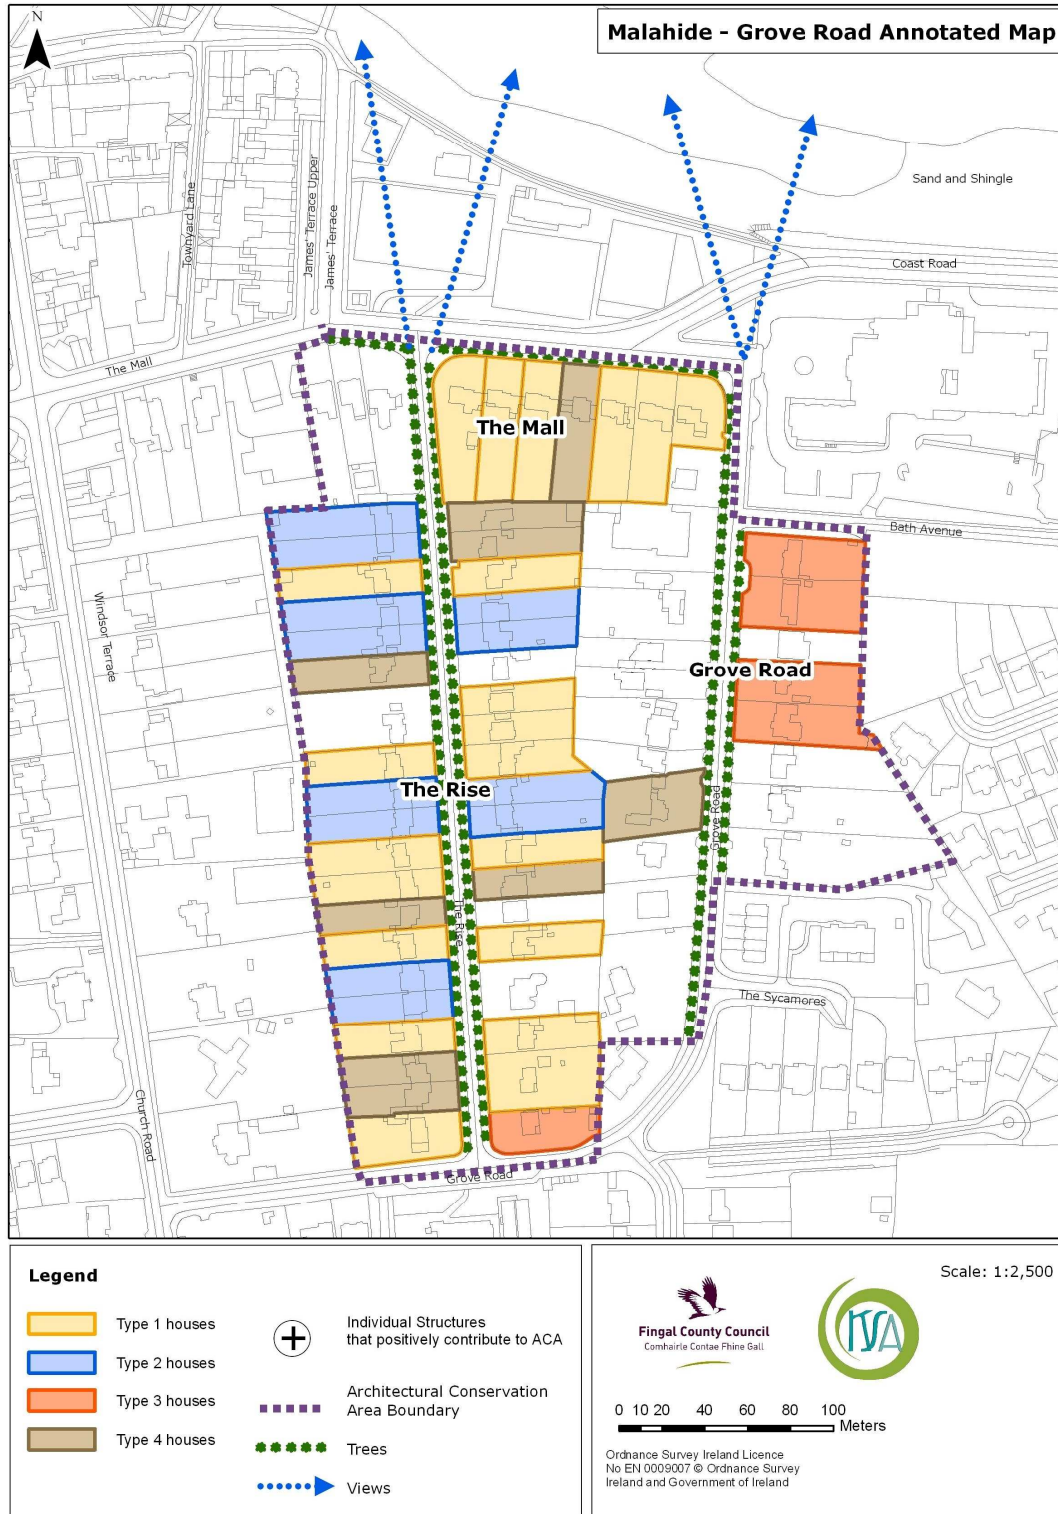 N
Malahide - Grove Road Annotated Map
Sand and Shingle
Townyard Lane
James' Terrace Upper
James' Terrace
Coast Road
The Mall
The Mall
Bath Avenue
Windsor Terrace
Grove Road
The Rise
Grove Road
The Rise
The Sycamores
Church Road
Grove Road
Legend
Type 1 houses
Type 2 houses
Type 3 houses
Type 4 houses
Individual Structures
that positively contribute to ACA
Architectural Conservation
Area Boundary
Trees
Views
Scale: 1:2,500
Fingal County Council
Comhairle Contae Fhine Gall
KTSA
0 10 20 40 60 80 100
Meters
Ordnance Survey Ireland Licence
No EN 0009007 © Ordnance Survey
Ireland and Government of Ireland